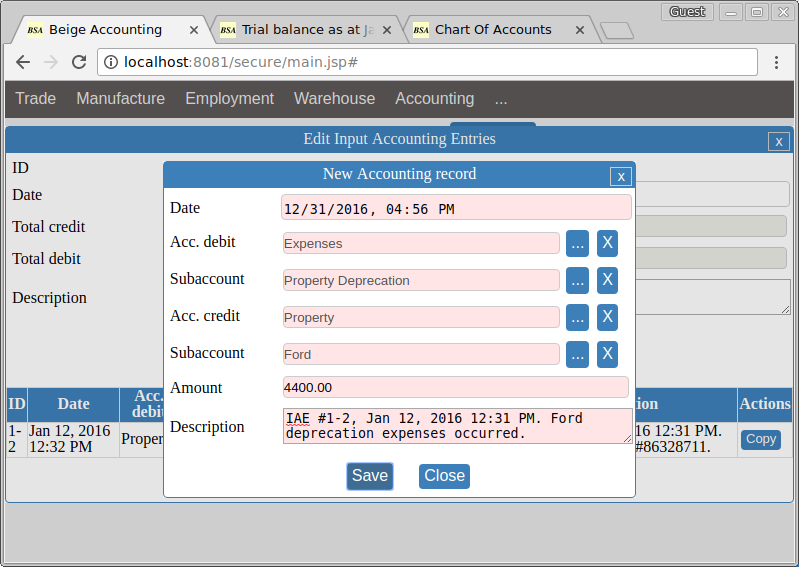 Guest
BSA Beige Accounting
BSA Trial balance as at Ja
BSA Chart Of Accounts
localhost:8081/secure/main.jsp#
Trade Manufacture Employment Warehouse Accounting ...
Edit Input Accounting Entries x
New Accounting record x
ID
Date
Total credit
Total debit
Description
Date 12/31/2016, 04:56 PM
Acc. debit Expenses ... X
Subaccount Property Deprecation ... X
Acc. credit Property ... X
Subaccount Ford ... X
Amount 4400.00
Description IAE #1-2, Jan 12, 2016 12:31 PM. Ford
deprecation expenses occurred.
Save Close
ID Date Acc. ion Actions
debit
1- Jan 12, 2016 Proper 16 12:31 PM. Copy
2 12:32 PM #86328711.